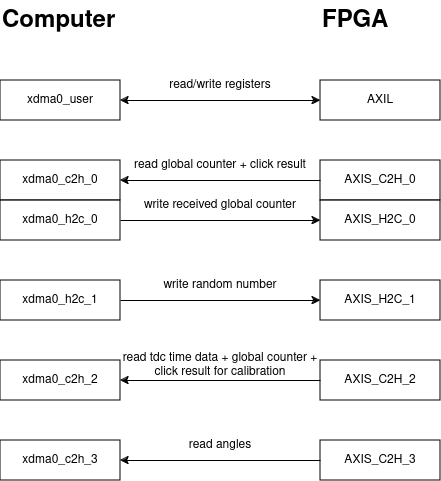 Computer
FPGA
xdma0_user
read/write registers
AXIL
xdma0_c2h_0
read global counter + click result
AXIS_C2H_0
xdma0_h2c_0
write received global counter
AXIS_H2C_0
xdma0_h2c_1
write random number
AXIS_H2C_1
xdma0_c2h_2
read tdc time data + global counter +
click result for calibration
AXIS_C2H_2
xdma0_c2h_3
read angles
AXIS_C2H_3